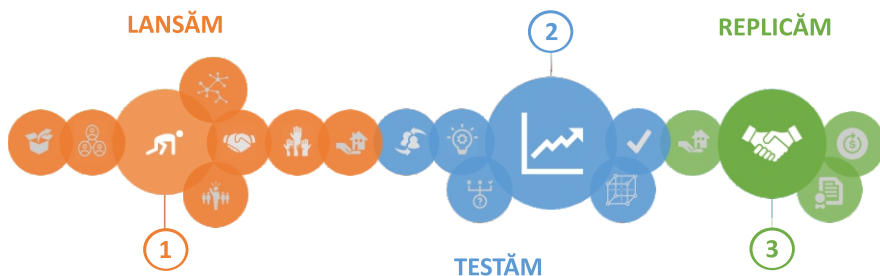 LANSĂM
2
REPLICĂM
1
TESTĂM
3